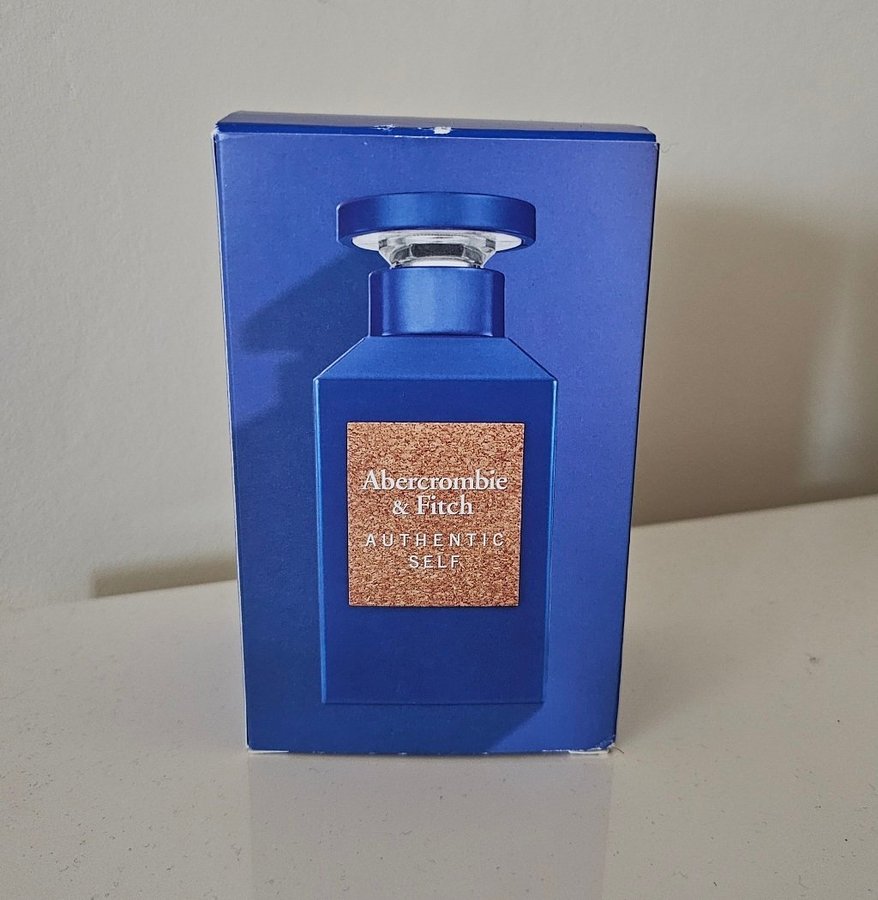 Abercrombie
& Fitch
AUTHENTIC
SELF